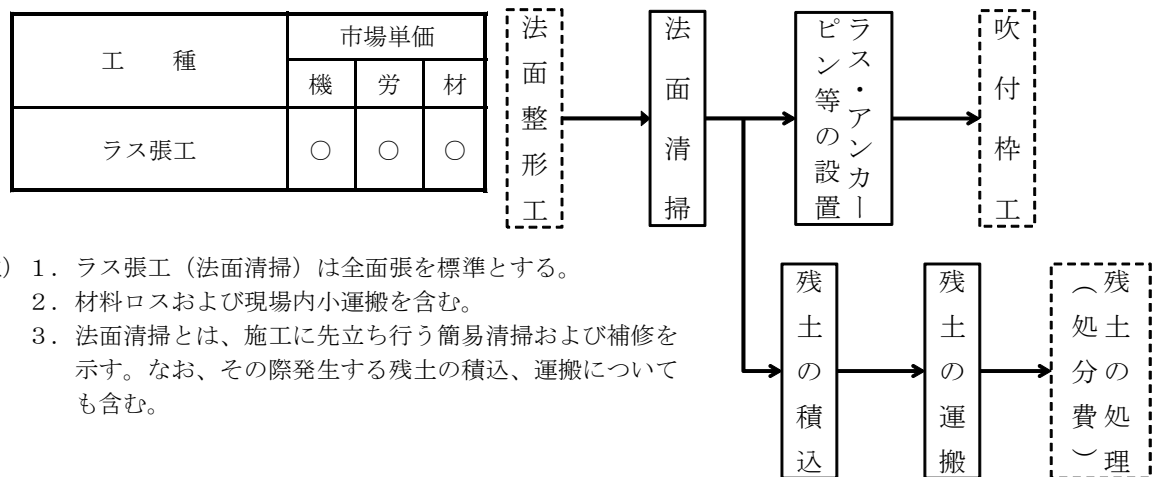 工　種
市場単価
機
労
材
ラス張工
○
○
○
法面整形工
法面清掃
ラス・アンカー
ピン等の設置
吹付枠工
残土の積込
残土の運搬
残土の処理
（処分費）
）１．ラス張工（法面清掃）は全面張を標準とする。
２．材料ロスおよび現場内小運搬を含む。
３．法面清掃とは、施工に先立ち行う簡易清掃および補修を
示す。なお、その際発生する残土の積込、運搬について
も含む。